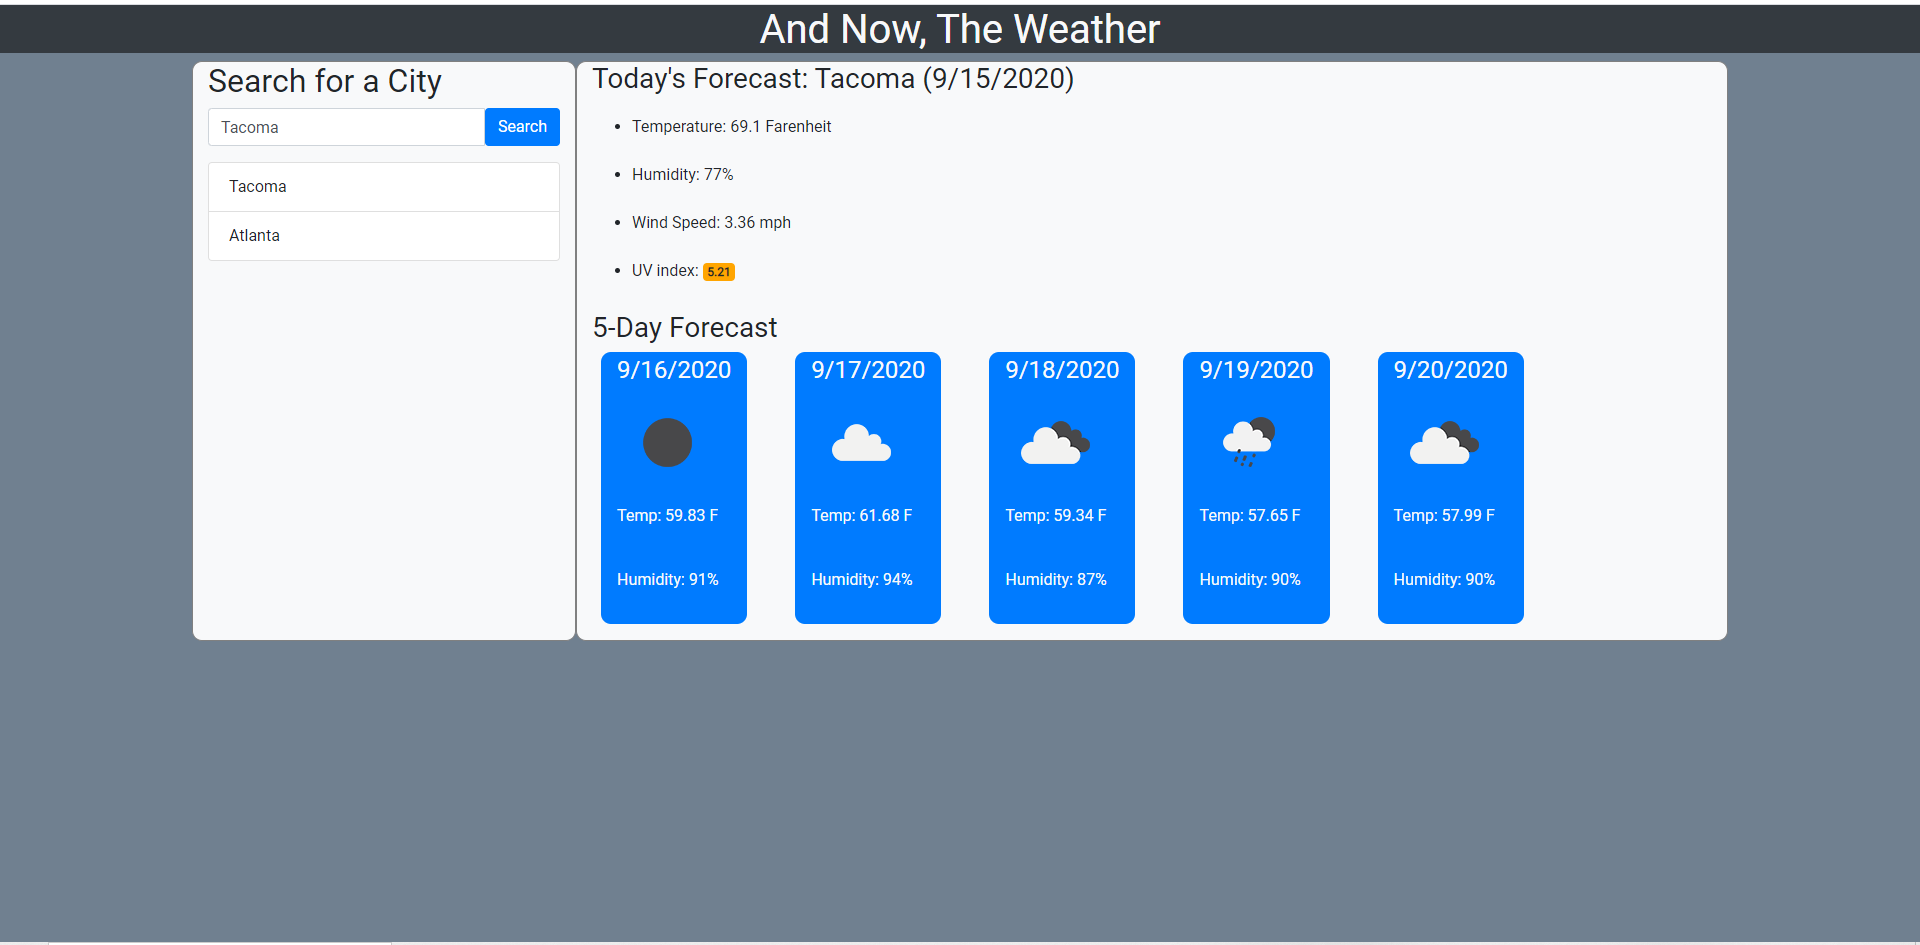 And Now, The Weather
Search for a City
Tacoma
Search
Tacoma
Atlanta
Today's Forecast: Tacoma (9/15/2020)
Temperature: 69.1 Farenheit
Humidity: 77%
Wind Speed: 3.36 mph
UV index: 5.21
5-Day Forecast
9/16/2020
Temp: 59.83 F
Humidity: 91%
9/17/2020
Temp: 61.68 F
Humidity: 94%
9/18/2020
Temp: 59.34 F
Humidity: 87%
9/19/2020
Temp: 57.65 F
Humidity: 90%
9/20/2020
Temp: 57.99 F
Humidity: 90%